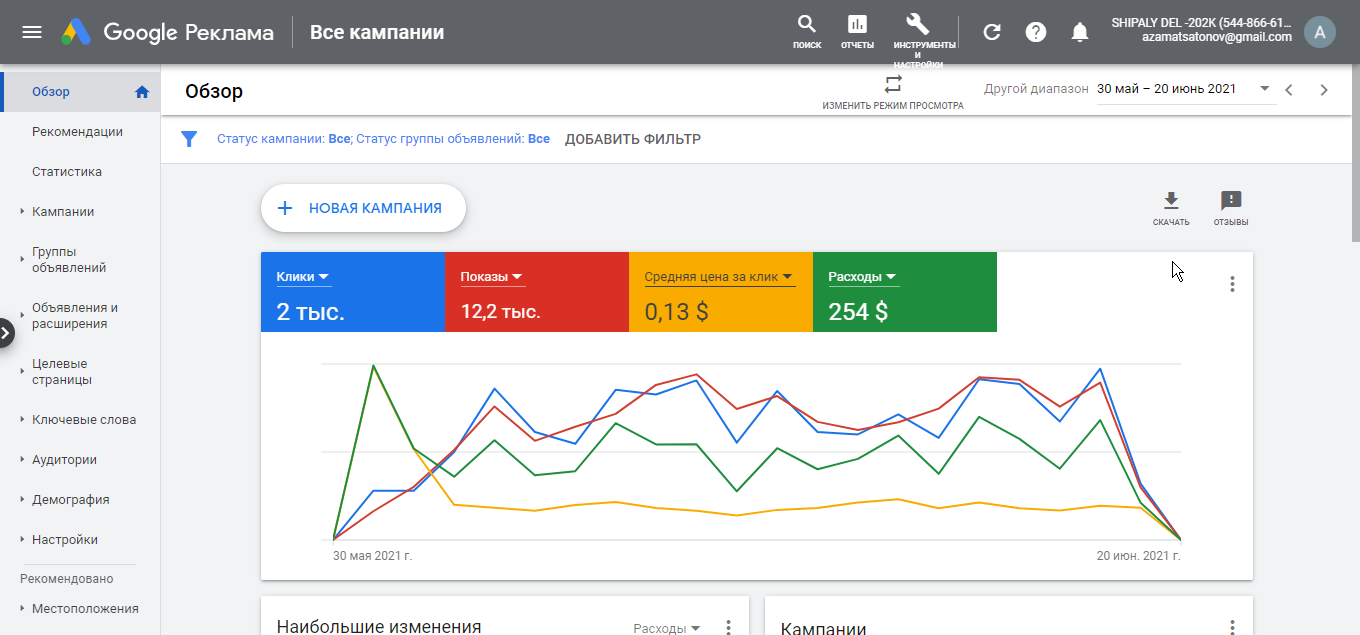 Google Реклама
Все кампании
ПОИСК
ОТЧЕТЫ
ИНСТРУМЕНТЫ
И
НАСТРОЙКИ
SHIPALY DEL -202K (544-866-61...
azamatsatonov@gmail.com
A
Обзор
Рекомендации
Статистика
Кампании
Группы
объявлений
Объявления и
расширения
Целевые
страницы
Ключевые слова
Аудитории
Демография
Настройки
Рекомендовано
Местоположения
Обзор
ИЗМЕНИТЬ РЕЖИМ ПРОСМОТРА
Другой диапазон 30 май – 20 июнь 2021
Статус кампании: Все; Статус группы объявлений: Все ДОБАВИТЬ ФИЛЬТР
+ НОВАЯ КАМПАНИЯ
СКАЧАТЬ
ОТЗЫВЫ
Клики
2 тыс.
Показы
12,2 тыс.
Средняя цена за клик
0,13 $
Расходы
254 $
30 мая 2021 г.
20 июн. 2021 г.
Наибольшие изменения
Расходы
Кампании